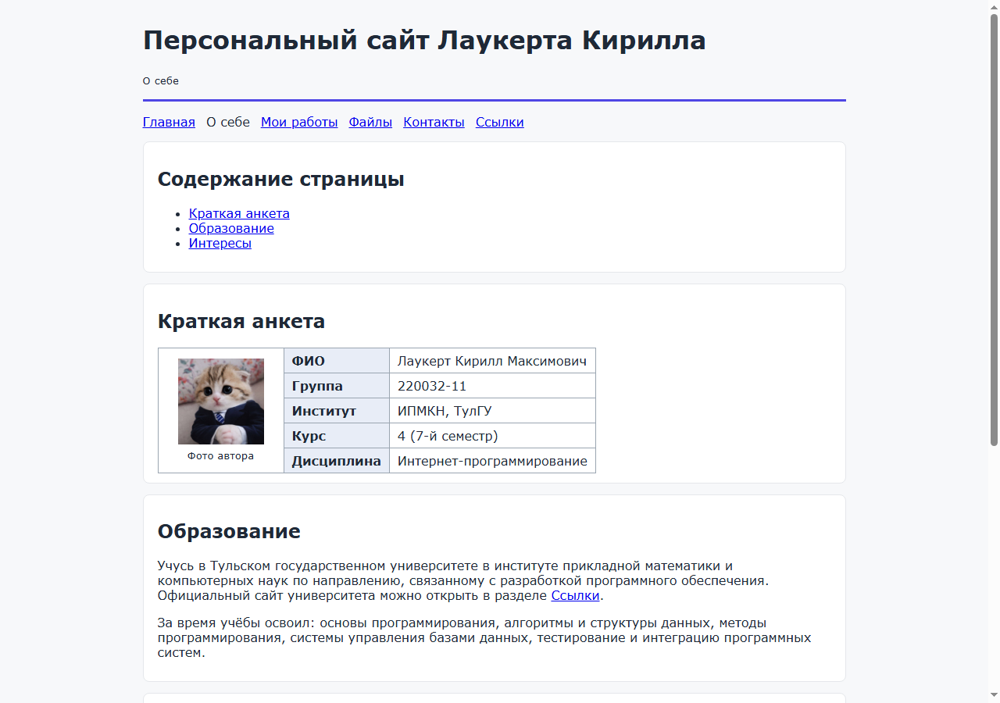 Персональный сайт Лаукерта Кирилла
О себе
Главная О себе Мои работы Файлы Контакты Ссылки
Содержание страницы
Краткая анкета
Образование
Интересы
Краткая анкета
Фото автора
ФИО Лаукерт Кирилл Максимович
Группа 220032-11
Институт ИПМКН, ТулГУ
Курс 4 (7-й семестр)
Дисциплина Интернет-программирование
Образование
Учусь в Тульском государственном университете в институте прикладной математики и
компьютерных наук по направлению, связанному с разработкой программного обеспечения.
Официальный сайт университета можно открыть в разделе Ссылки.
За время учёбы освоил: основы программирования, алгоритмы и структуры данных, методы
программирования, системы управления базами данных, тестирование и интеграцию программных
систем.